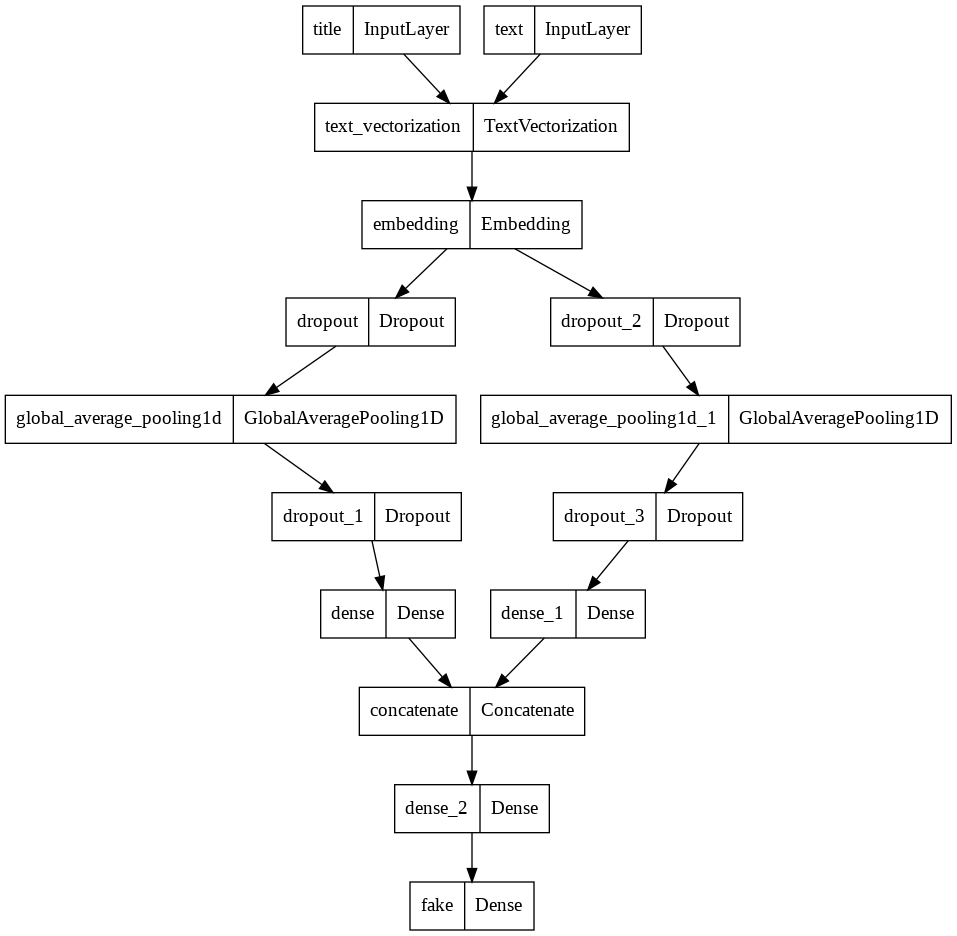 title InputLayer text InputLayer
text_vectorization TextVectorization
embedding Embedding
dropout Dropout dropout_2 Dropout
global_average_pooling1d GlobalAveragePooling1D global_average_pooling1d_1 GlobalAveragePooling1D
dropout_1 Dropout dropout_3 Dropout
dense Dense dense_1 Dense
concatenate Concatenate
dense_2 Dense
fake Dense